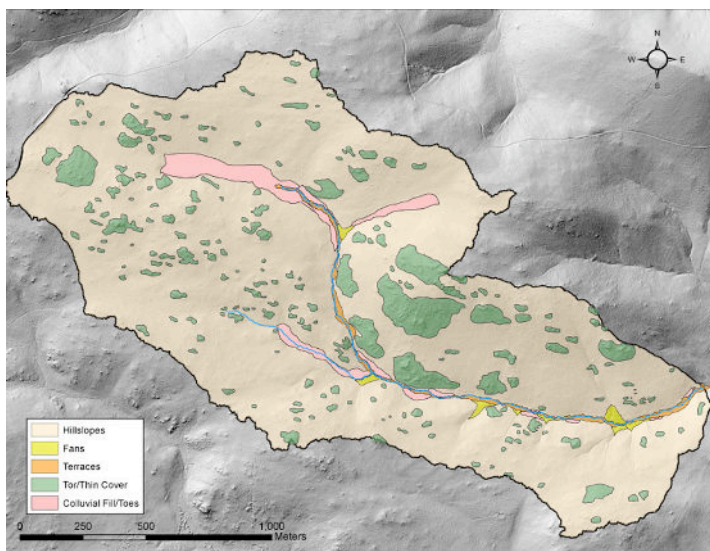 N
W E
S
Hillslopes
Fans
Terraces
Tor/Thin Cover
Colluvial Fill/Toes
0 250 500 1,000
Meters